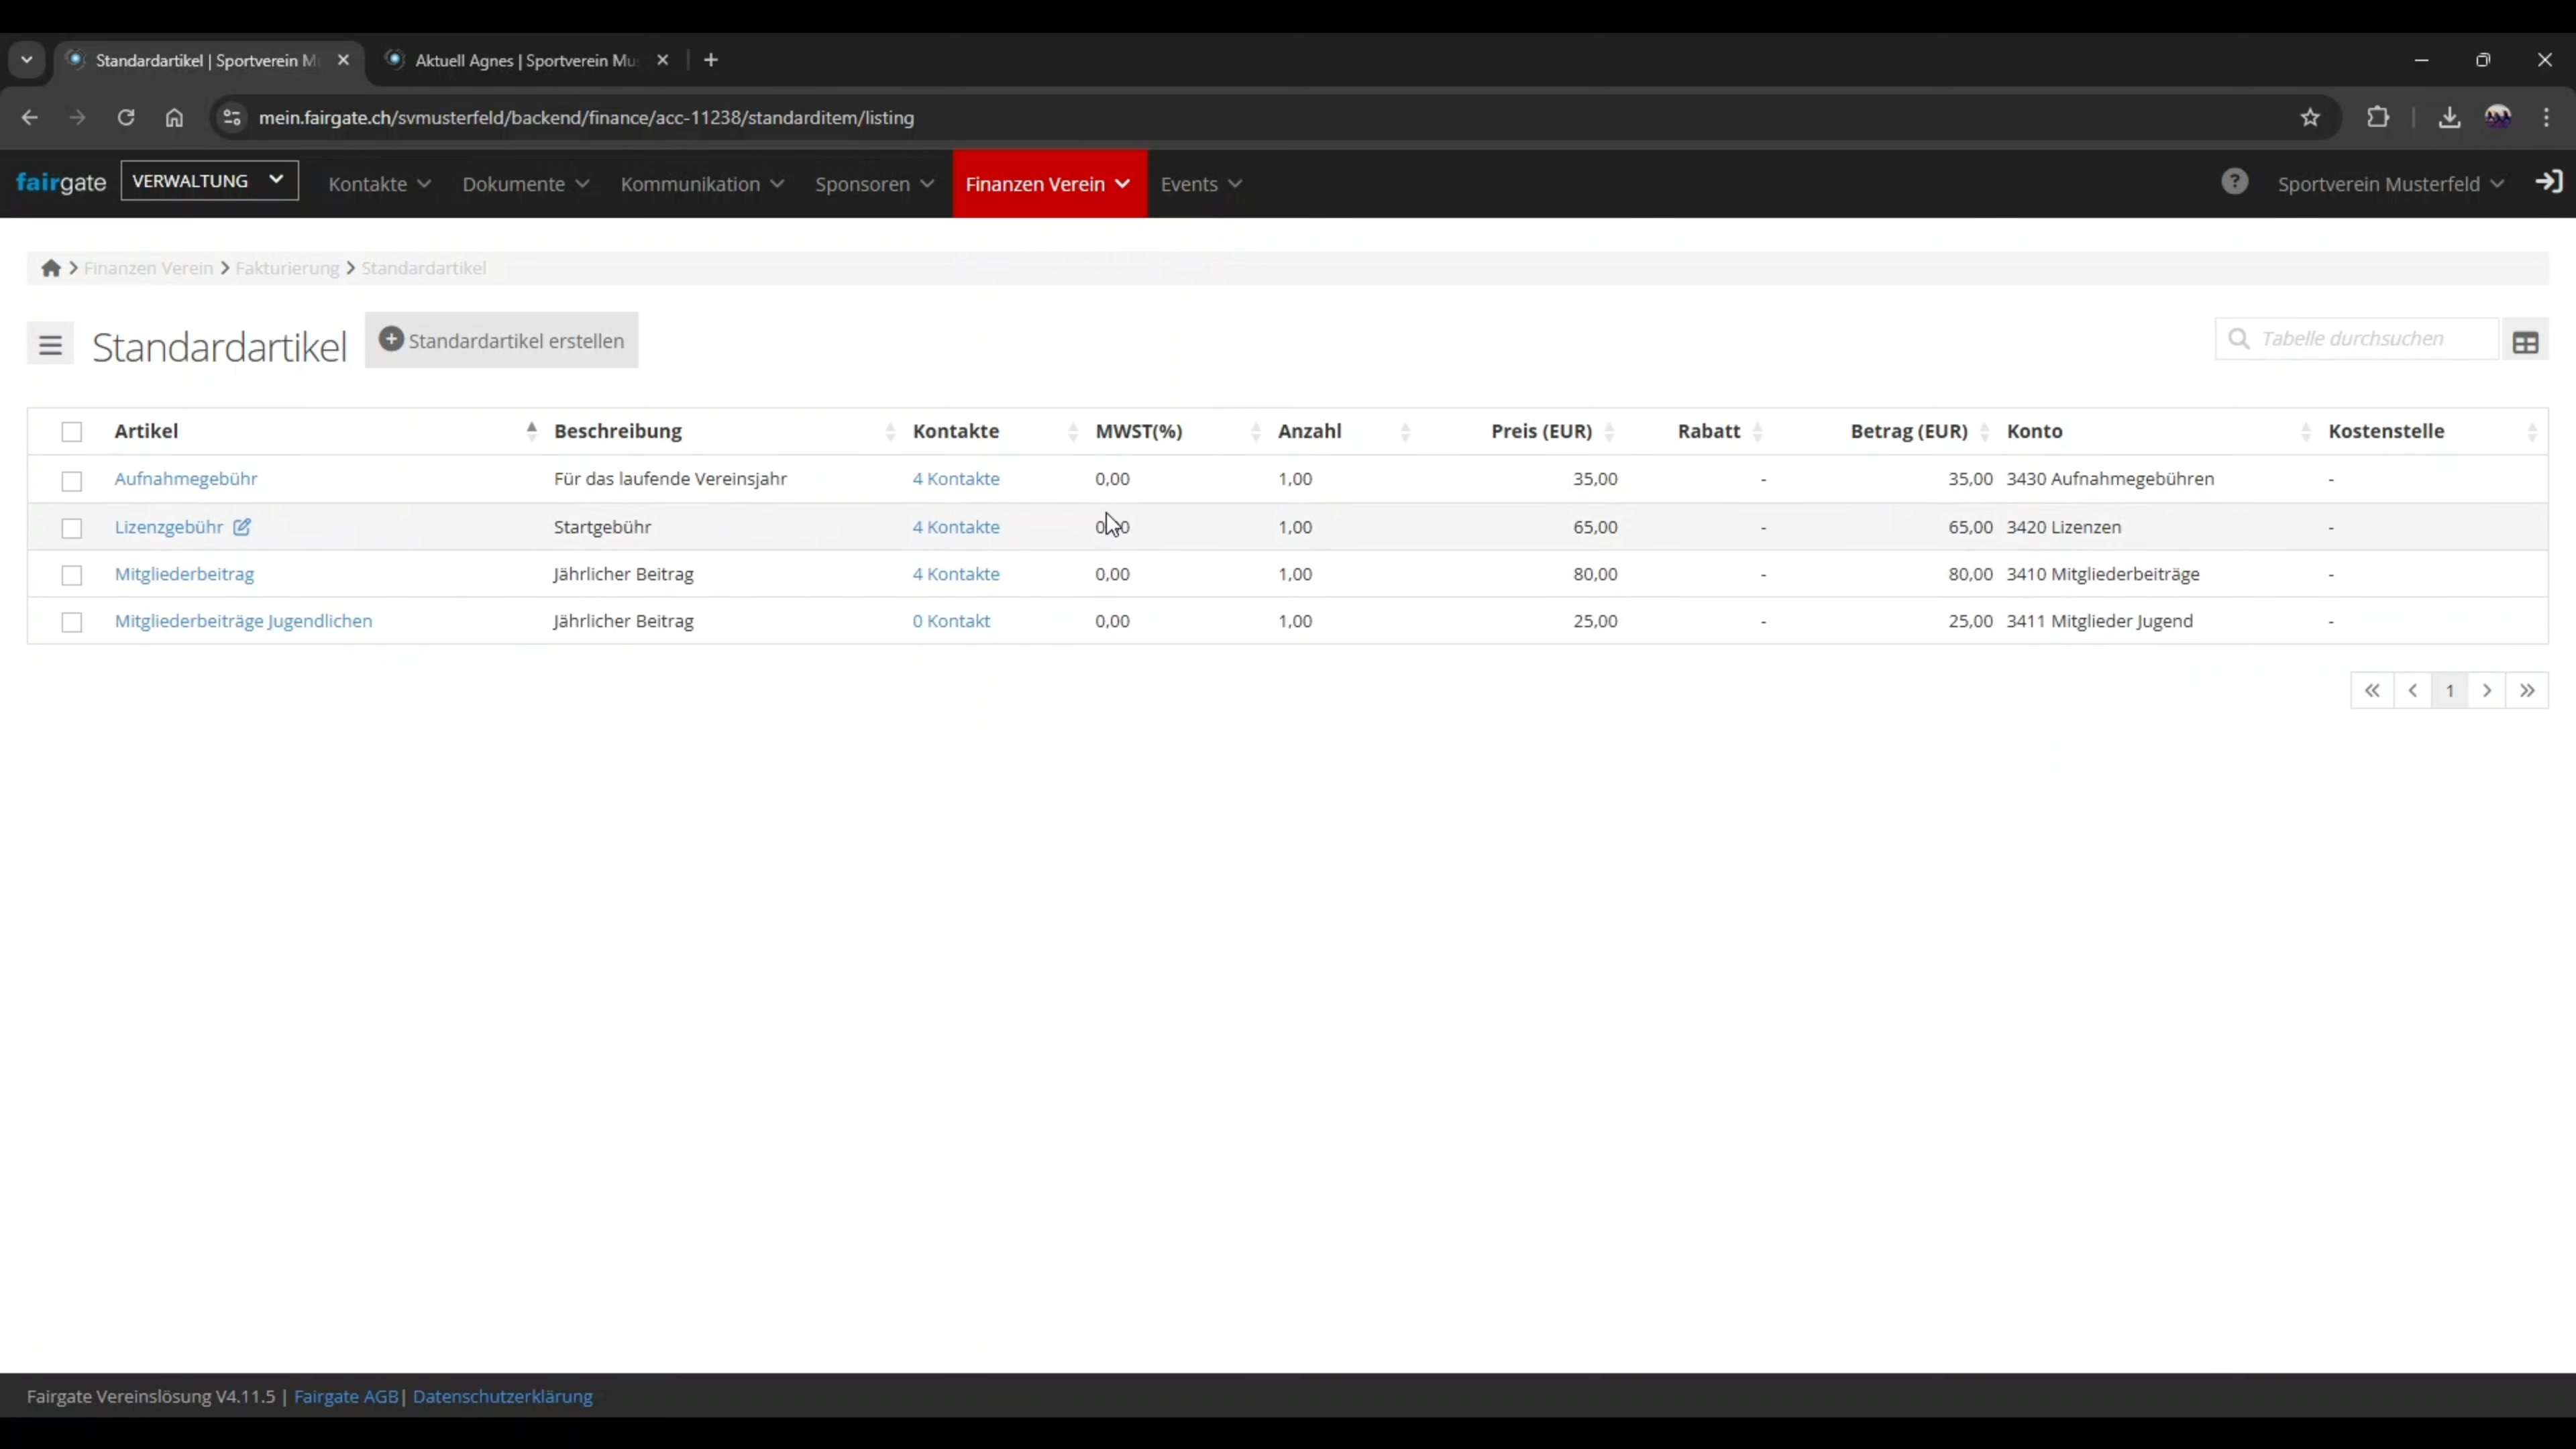 Standardartikel | Sportverein M
Aktuell Agnes | Sportverein Mu
mein.fairgate.ch/svmusterfeld/backend/finance/acc-11238/standarditem/listing
fairgate VERWALTUNG Kontakte Dokumente Kommunikation Sponsoren Finanzen Verein Events ? Sportverein Musterfeld
Finanzen Verein Fakturierung Standardartikel
Standardartikel Standardartikel erstellen Tabelle durchsuchen
Artikel Beschreibung Kontakte MWST(%) Anzahl Preis (EUR) Rabatt Betrag (EUR) Konto Kostenstelle
Aufnahmegebühr Für das laufende Vereinsjahr 4 Kontakte 0,00 1,00 35,00 - 35,00 3430 Aufnahmegebühren -
Lizenzgebühr Startgebühr 4 Kontakte 1,00 65,00 - 65,00 3420 Lizenzen -
Mitgliederbeitrag Jährlicher Beitrag 4 Kontakte 0,00 1,00 80,00 - 80,00 3410 Mitgliederbeiträge -
Mitgliederbeiträge Jugendlichen Jährlicher Beitrag 0 Kontakt 0,00 1,00 25,00 - 25,00 3411 Mitglieder Jugend -
1
Fairgate Vereinslösung V4.11.5 | Fairgate AGB | Datenschutzerklärung